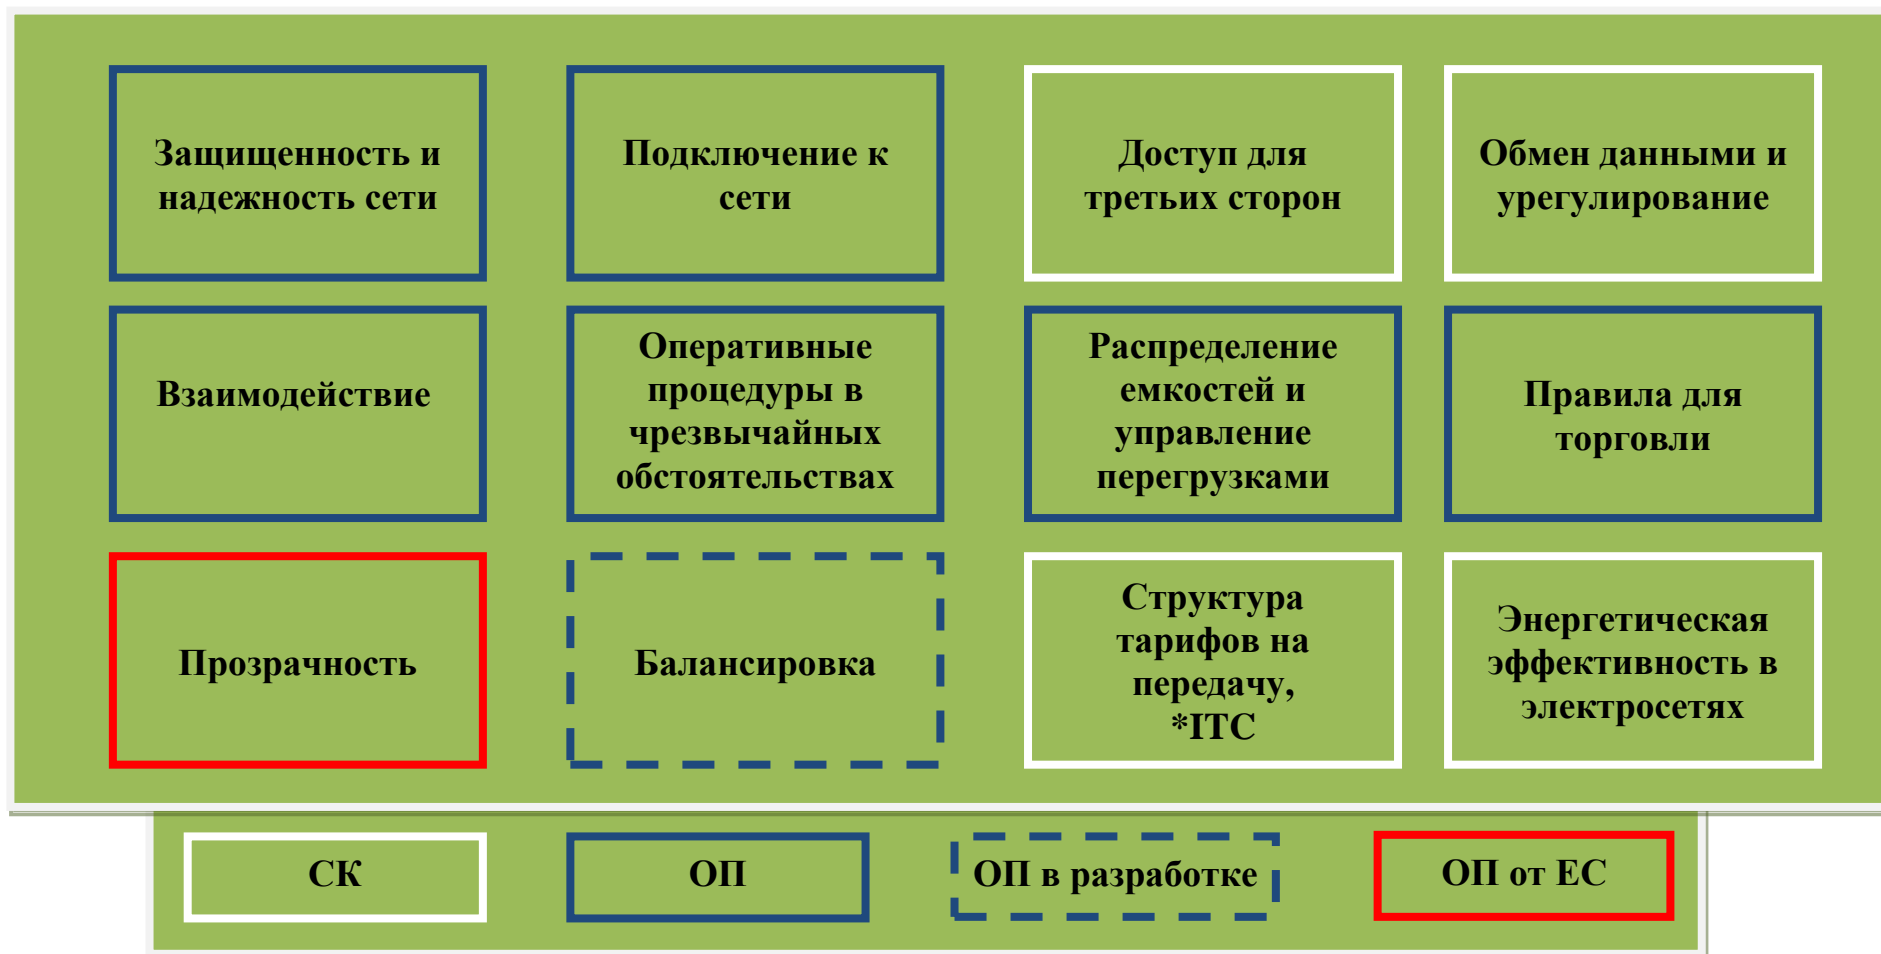 Защищенность и
надежность сети
Подключение к
сети
Доступ для
третьих сторон
Обмен данными и
урегулирование
Взаимодействие
Оперативные
процедуры в
чрезвычайных
обстоятельствах
Распределение
емкостей и
управление
перегрузками
Правила для
торговли
Прозрачность
Балансировка
Структура
тарифов на
передачу,
*ITC
Энергетическая
эффективность в
электросетях
СК
ОП
ОП в разработке
ОП от ЕС